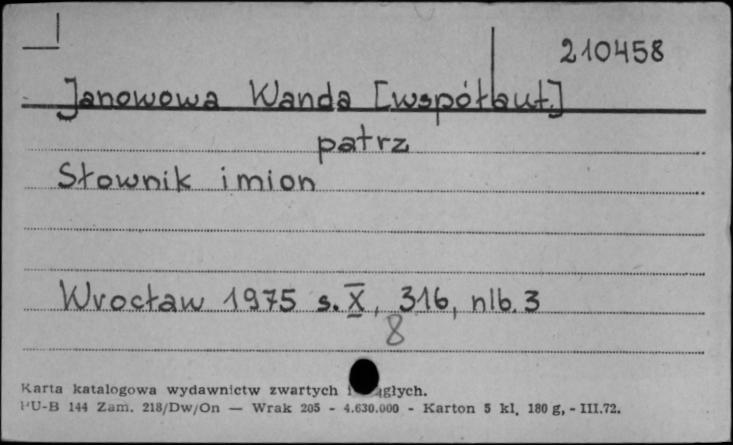 210458
Janowowa Wanda [współaut.]
patrz
Słownik imion
Wrocław 1975 s. X, 316, nlb. 3
8
Karta katalogowa wydawnictw zwartych
PU-B 144 Zam. 218/Dw/On — Wrak 205 - 4.630.000 - Karton 5 kl. 180 g, - III.72.